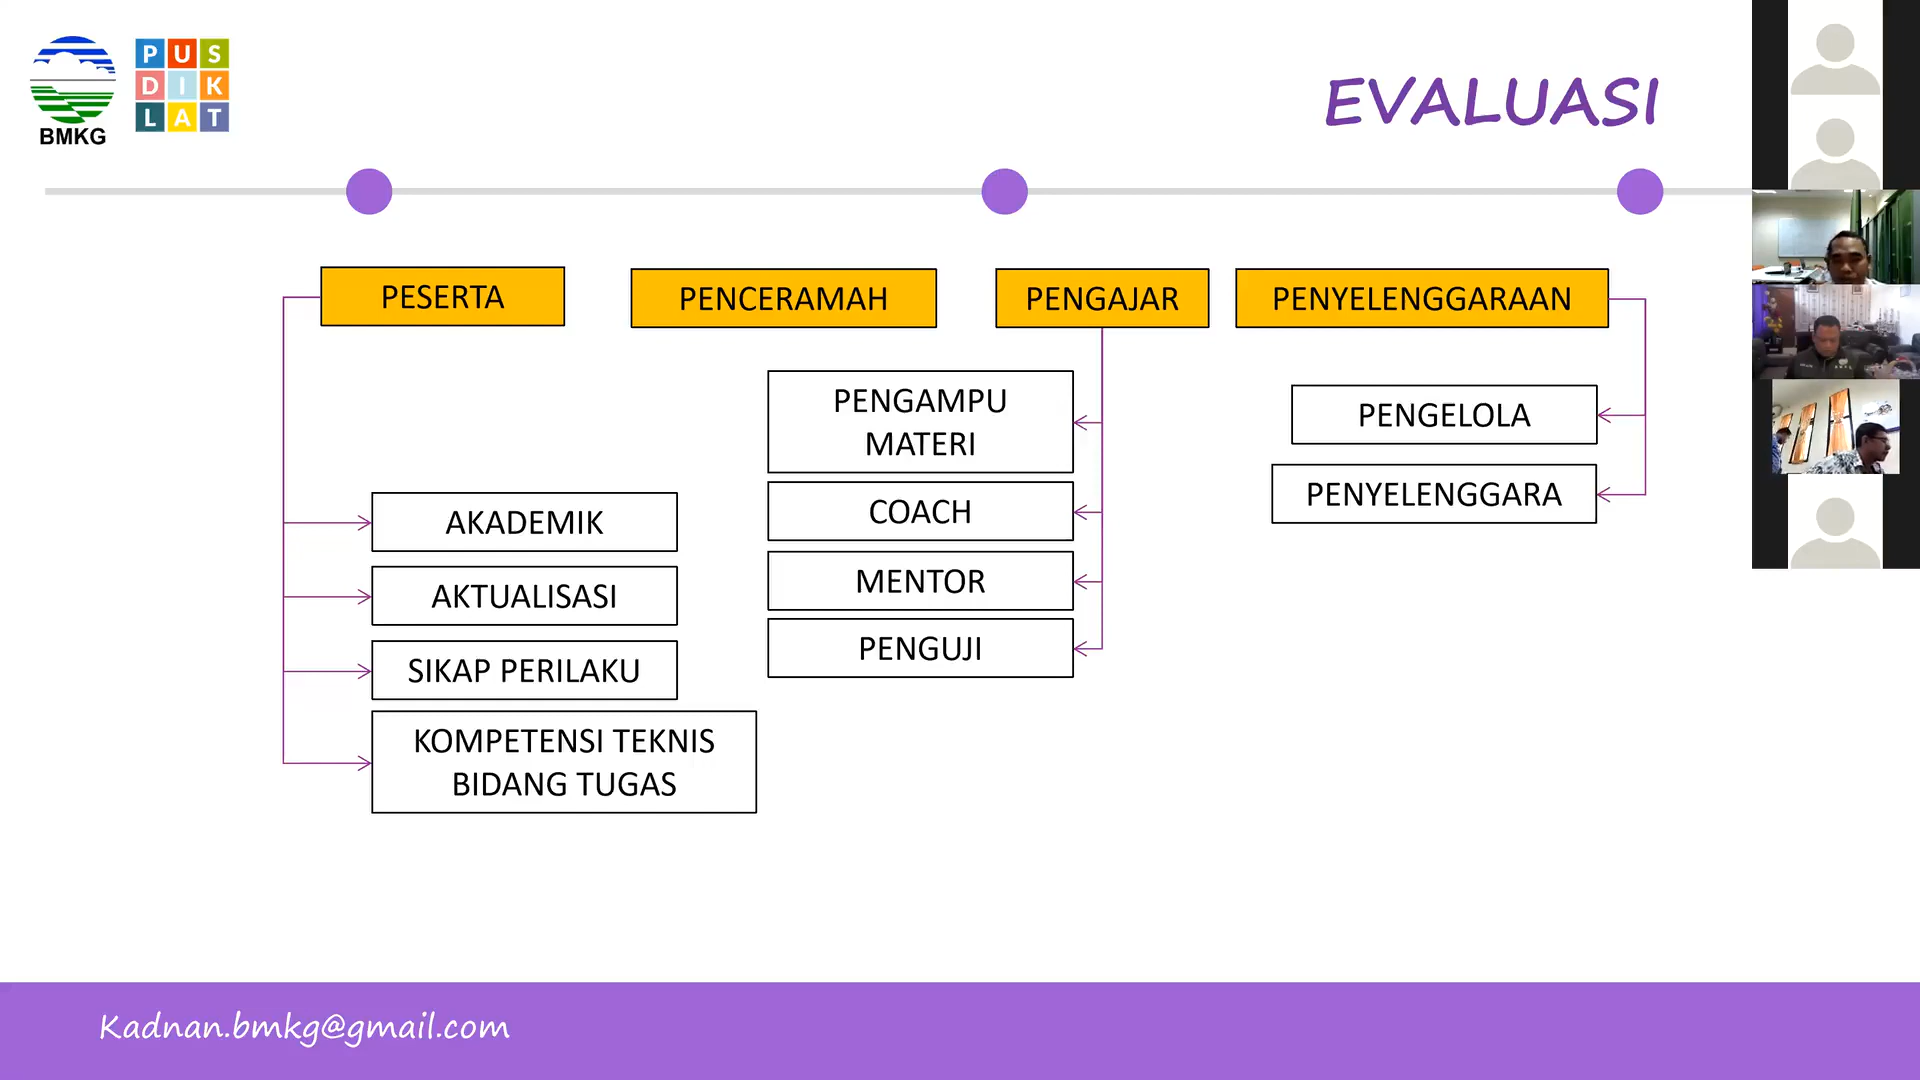 BMKG
PUS
DIK
LAT
EVALUASI
PESERTA
PENCERAMAH
PENGAJAR
PENYELENGGARAAN
AKADEMIK
AKTUALISASI
SIKAP PERILAKU
KOMPETENSI TEKNIS
BIDANG TUGAS
PENGAMPU
MATERI
COACH
MENTOR
PENGUJI
PENGELOLA
PENYELENGGARA
Kadnan.bmkg@gmail.com